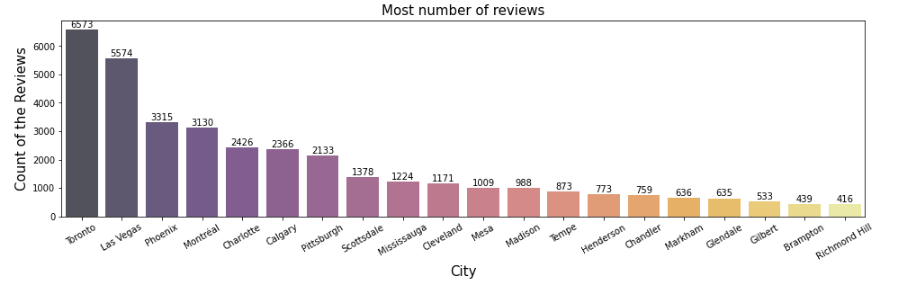 Most number of reviews
Count of the Reviews
6000
5000
4000
3000
2000
1000
0
6573
5574
3315
3130
2426
2366
2133
1378
1224
1171
1009
988
873
773
759
636
635
533
439
416
Toronto
Las Vegas
Phoenix
Montréal
Charlotte
Calgary
Pittsburgh
Scottsdale
Mississauga
Cleveland
Mesa
Madison
Tempe
Henderson
Chandler
Markham
Glendale
Gilbert
Brampton
Richmond Hill
City